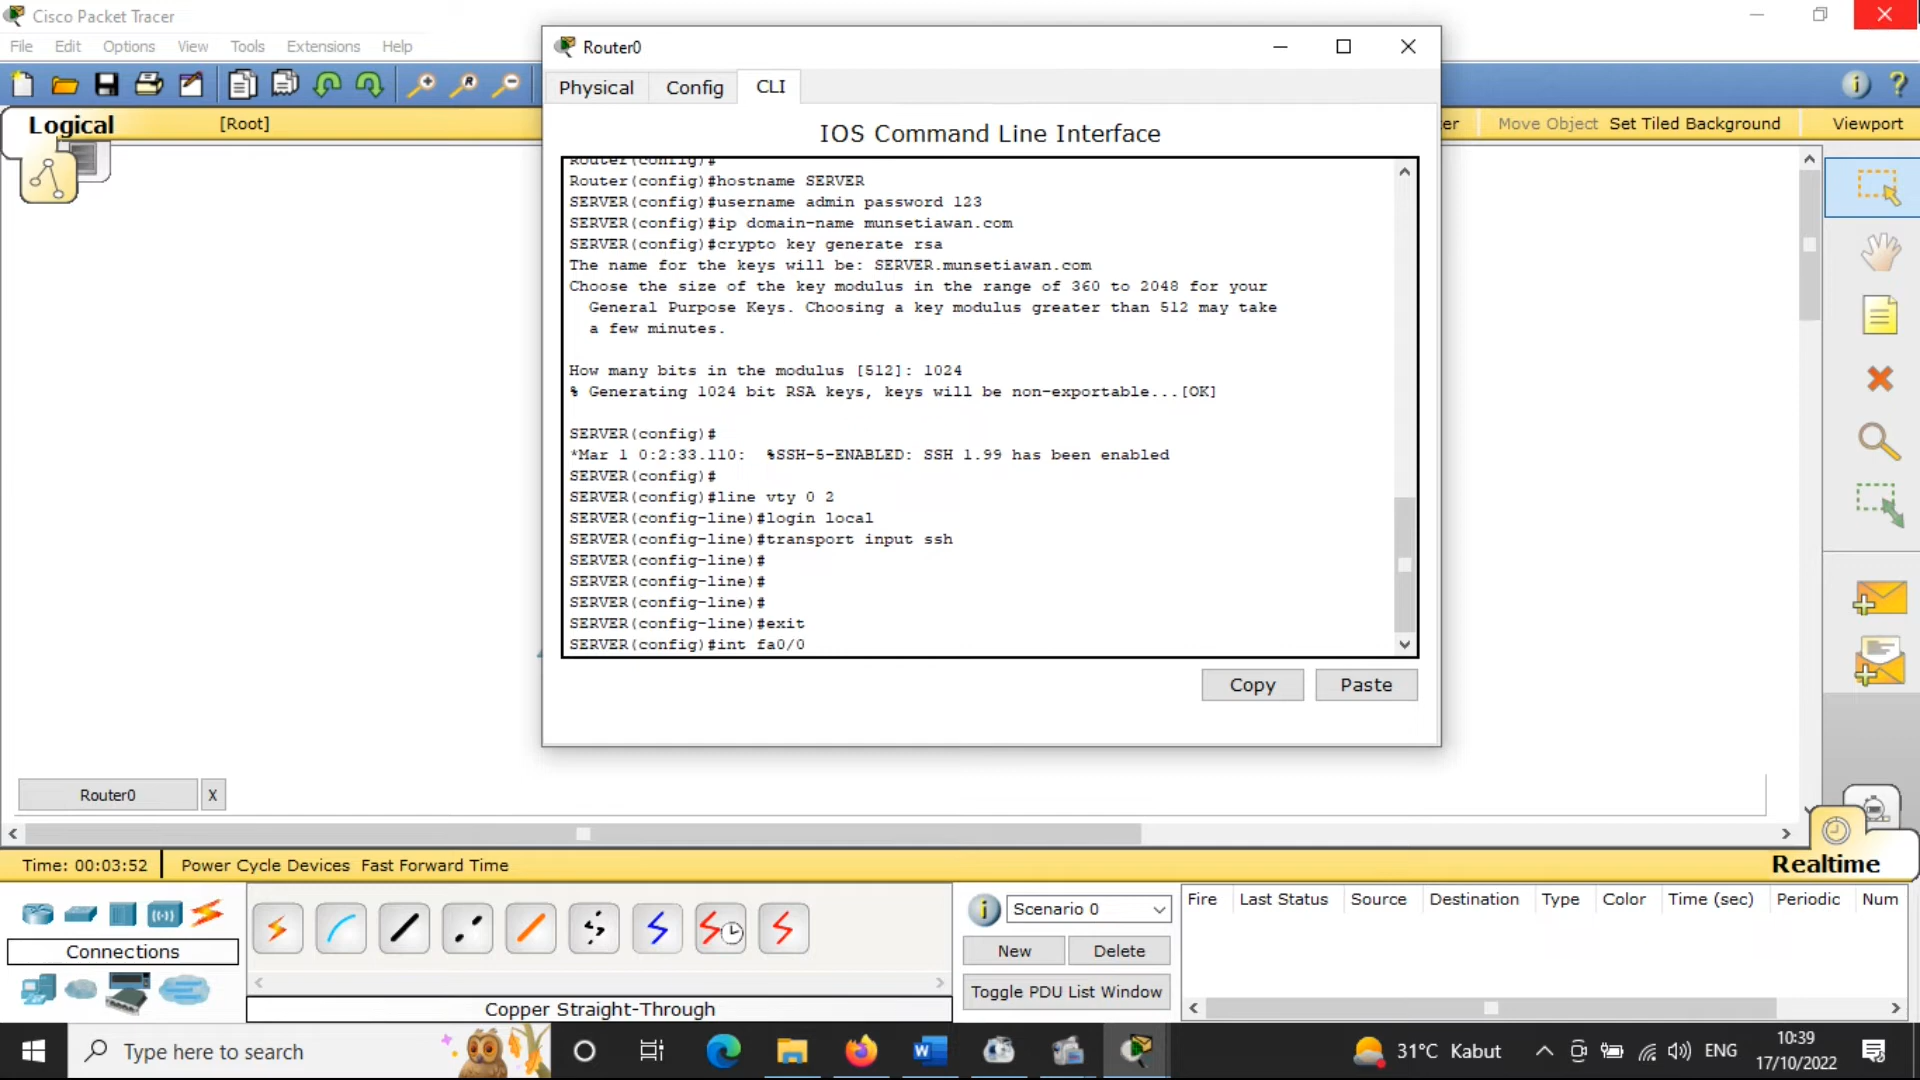 Cisco Packet Tracer
File Edit Options View Tools Extensions Help
Logical
[Root]
er
Move Object
Set Tiled Background
Viewport
Router0
Physical
Config
CLI
IOS Command Line Interface
Router(config)#
Router(config)#hostname SERVER
SERVER(config)#username admin password 123
SERVER(config)#ip domain-name munsetiawan.com
SERVER(config)#crypto key generate rsa
The name for the keys will be: SERVER.munsetiawan.com
Choose the size of the key modulus in the range of 360 to 2048 for your
General Purpose Keys. Choosing a key modulus greater than 512 may take
a few minutes.
How many bits in the modulus [512]: 1024
% Generating 1024 bit RSA keys, keys will be non-exportable...[OK]
SERVER(config)#
*Mar 1 0:2:33.110:  %SSH-5-ENABLED: SSH 1.99 has been enabled
SERVER(config)#
SERVER(config)#line vty 0 2
SERVER(config-line)#login local
SERVER(config-line)#transport input ssh
SERVER(config-line)#
SERVER(config-line)#
SERVER(config-line)#
SERVER(config-line)#exit
SERVER(config)#int fa0/0
Copy
Paste
Router0
X
Time: 00:03:52
Power Cycle Devices Fast Forward Time
Realtime
Connections
Copper Straight-Through
Scenario 0
New
Delete
Toggle PDU List Window
Fire Last Status Source Destination Type Color Time (sec) Periodic Num
Type here to search
31°C Kabut
ENG
10:39
17/10/2022